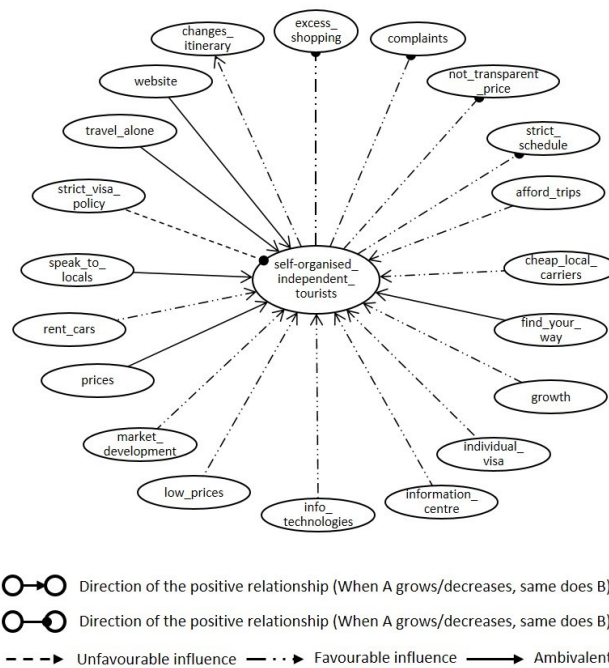 excess_
shopping
changes_
itinerary
complaints
website
not_transparent
_price
travel_alone
strict_
schedule
strict_visa_
policy
afford_trips
speak_to_
locals
self-organised_
independent_
tourists
cheap_local_
carriers
rent_cars
find_your_
way
prices
growth
market_
development
individual_
visa
low_prices
info_
technologies
information_
centre
Direction of the positive relationship (When A grows/decreases, same does B)
Direction of the positive relationship (When A grows/decreases, same does B)
Unfavourable influence
Favourable influence
Ambivalent